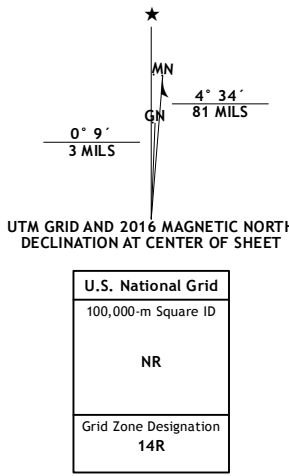 ★
MN
4° 34´
81 MILS
GN
0° 9´
3 MILS
UTM GRID AND 2016 MAGNETIC NORTH
DECLINATION AT CENTER OF SHEET
U.S. National Grid
100,000-m Square ID
NR
Grid Zone Designation
14R